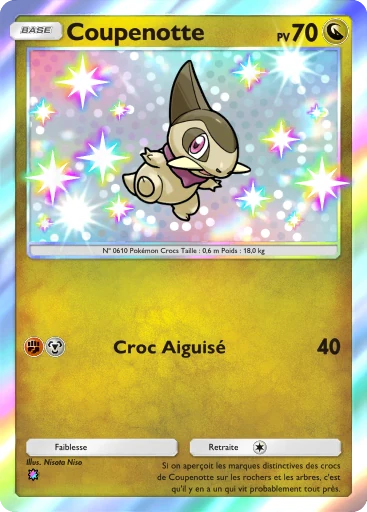 BASE
Coupenotte
PV 70
N° 0610 Pokémon Crocs Taille : 0,6 m Poids : 18,0 kg
Croc Aiguisé 40
Faiblesse
Retraite
Illus. Nisota Niso
Si on aperçoit les marques distinctives des crocs
de Coupenotte sur les rochers et les arbres, c'est
qu'il y en a un qui vit probablement tout près.